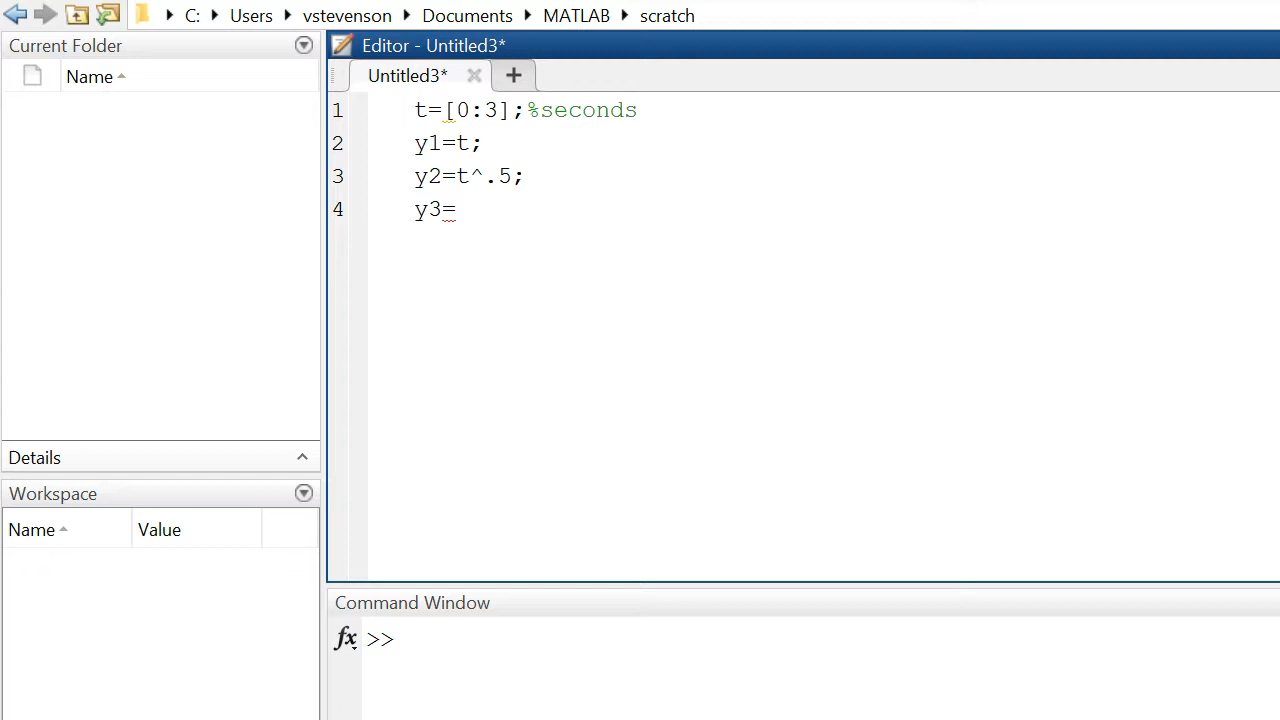 C: Users vstevenson Documents MATLAB scratch
Current Folder
Name
Editor - Untitled3*
Untitled3*
1 t=[0:3];%seconds
2 y1=t;
3 y2=t^.5;
4 y3=
Details
Workspace
Name Value
Command Window
fx >>